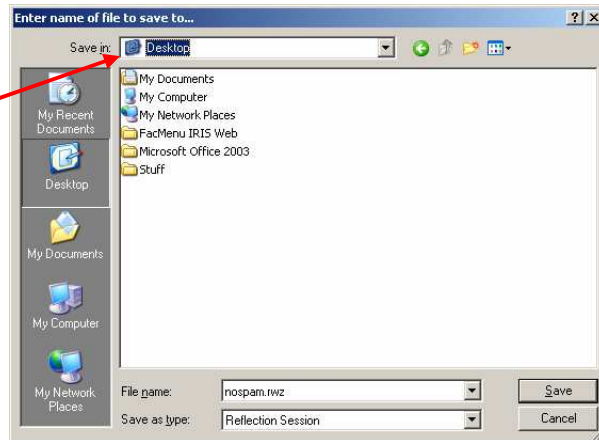 Enter name of file to save to...
Save in:
Desktop
My Recent
Documents
Desktop
My Documents
My Computer
My Network
Places
My Documents
My Computer
My Network Places
FacMenu IRIS Web
Microsoft Office 2003
Stuff
File name:
nospam.rwz
Save
Save as type:
Reflection Session
Cancel